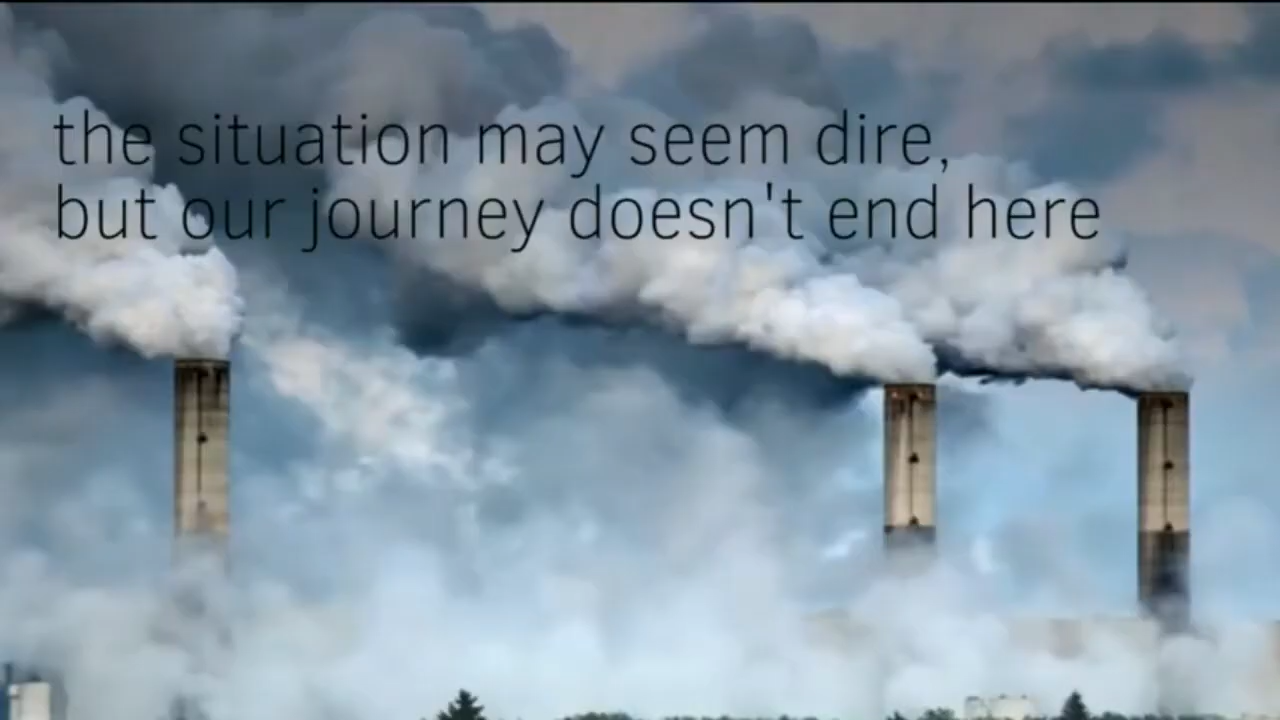 the situation may seem dire,
but our journey doesn't end here